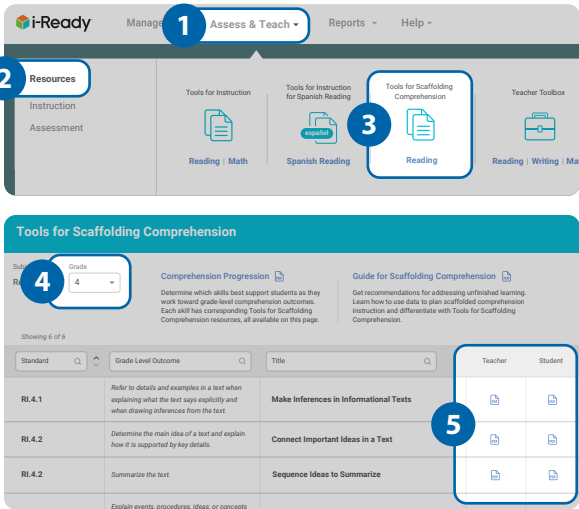 i-Ready
Manage
1
Assess & Teach
Reports
Help
2
Resources
Instruction
Assessment
Tools for Instruction
Reading | Math
Tools for Instruction
for Spanish Reading
español
Spanish Reading
3
Tools for Scaffolding
Comprehension
Reading
Teacher Toolbox
Reading | Writing |
Tools for Scaffolding Comprehension
4
Grade
4
Comprehension Progression
Determine which skills best support students as they
work toward grade-level comprehension outcomes.
Each skill has corresponding Tools for Scaffolding
Comprehension resources, all available on this page.
Guide for Scaffolding Comprehension
Get recommendations for addressing unfinished learning.
Learn how to use data to plan scaffolded comprehension
instruction and differentiate with Tools for Scaffolding
Comprehension.
Showing 6 of 6
Standard
Grade Level Outcome
Title
Teacher
Student
5
RI.4.1
Refer to details and examples in a text when
explaining what the text says explicitly and
when drawing inferences from the text.
Make Inferences in Informational Texts
PDF
PDF
RI.4.2
Determine the main idea of a text and explain
how it is supported by key details.
Connect Important Ideas in a Text
PDF
PDF
RI.4.2
Summarize the text.
Sequence Ideas to Summarize
PDF
PDF
Explain events, procedures, ideas, or concepts